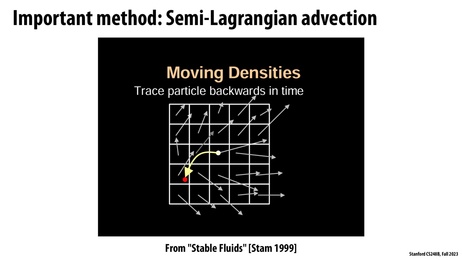 Important method: Semi-Lagrangian advection
Moving Densities
Trace particle backwards in time
From "Stable Fluids" [Stam 1999]
Stanford CS248B, Fall 2023